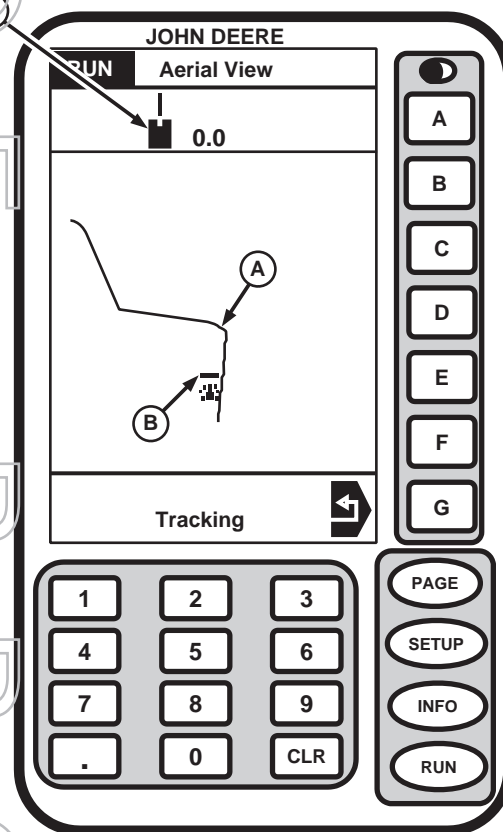 JOHN DEERE
RUN Aerial View
0.0
A
B
Tracking
A
B
C
D
E
F
G
1 2 3
4 5 6
7 8 9
. 0 CLR
PAGE
SETUP
INFO
RUN